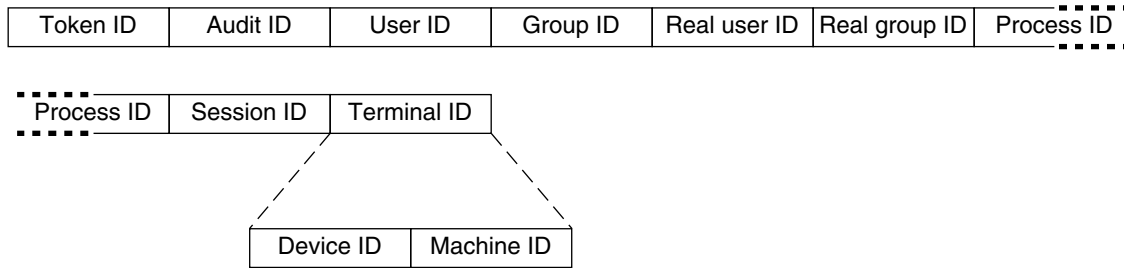 Token ID Audit ID User ID Group ID Real user ID Real group ID Process ID
Process ID Session ID Terminal ID
Device ID Machine ID